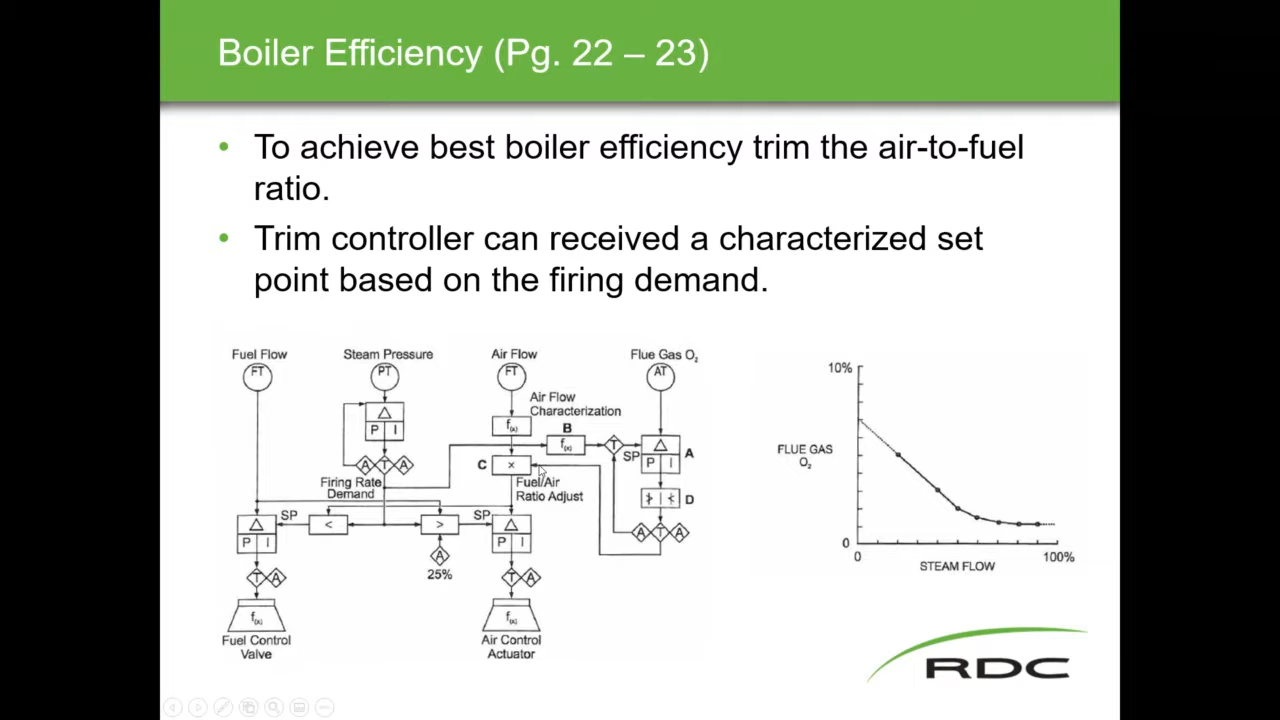 Boiler Efficiency (Pg. 22 – 23)
• To achieve best boiler efficiency trim the air-to-fuel
ratio.
• Trim controller can received a characterized set
point based on the firing demand.
Fuel Flow Steam Pressure Air Flow Flue Gas O₂
FT PT FT AT
Air Flow
Characterization
△ f(x) B
P I f(x) T △
C × SP P I A
A T A
Firing Rate
Demand
Fuel/Air
Ratio Adjust
D
SP SP
△ < > △ A T A
P I P I
A
T A 25% T A
f(x) f(x)
Fuel Control
Valve
Air Control
Actuator
10%
FLUE GAS
O₂
0
0 100%
STEAM FLOW
RDC